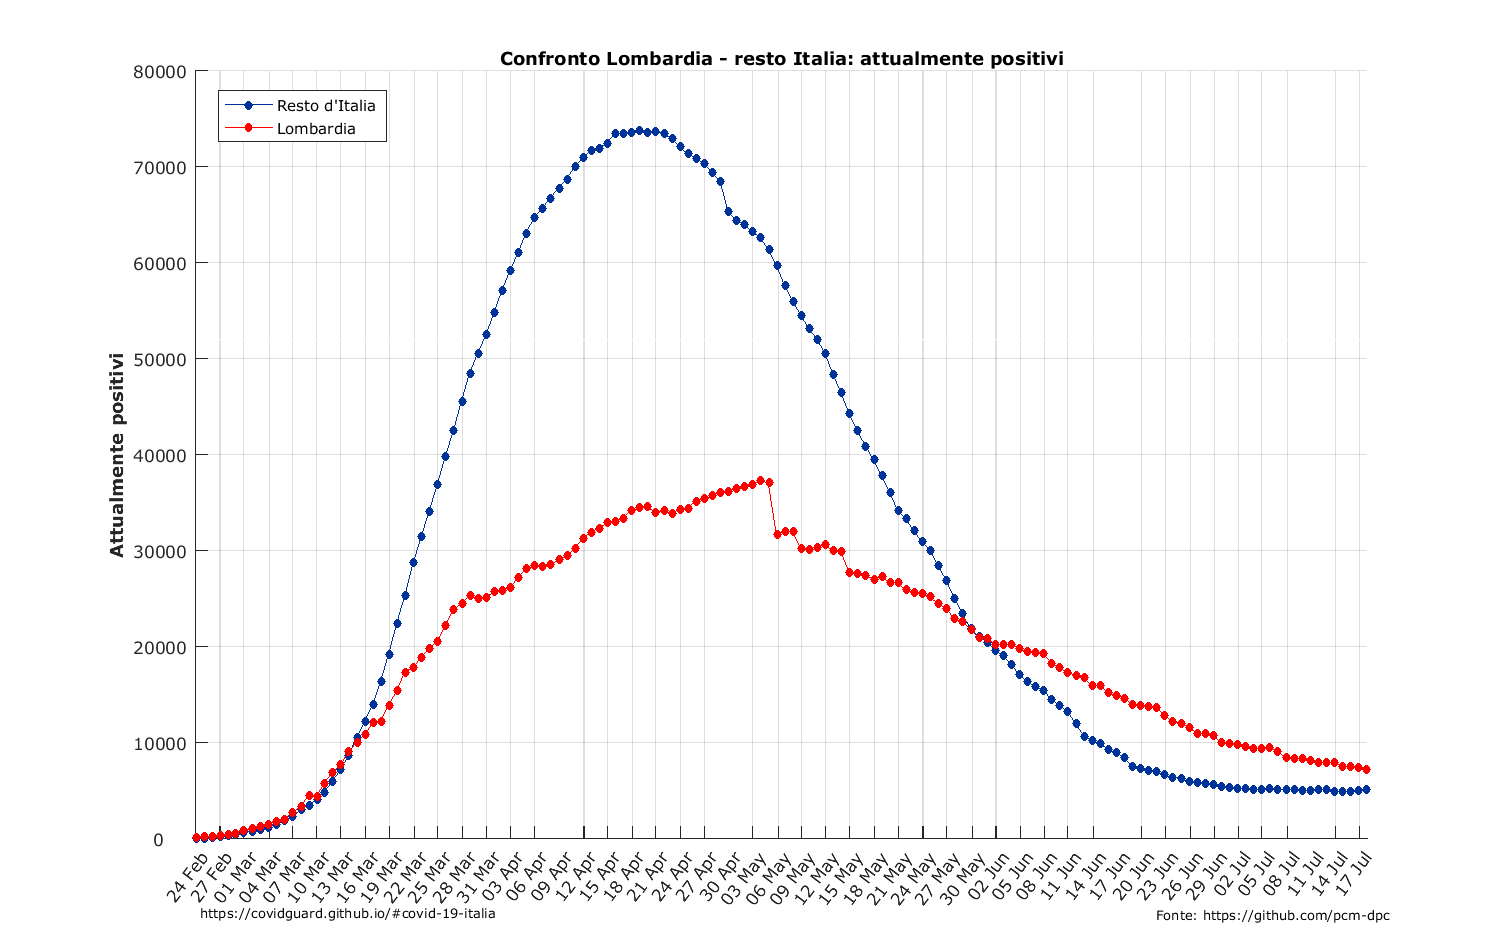 Confronto Lombardia - resto Italia: attualmente positivi
Resto d'Italia
Lombardia
Attualmente positivi
80000
70000
60000
50000
40000
30000
20000
10000
0
24 Feb
27 Feb
01 Mar
04 Mar
07 Mar
10 Mar
13 Mar
16 Mar
19 Mar
22 Mar
25 Mar
28 Mar
31 Mar
03 Apr
06 Apr
09 Apr
12 Apr
15 Apr
18 Apr
21 Apr
24 Apr
27 Apr
30 Apr
03 May
06 May
09 May
12 May
15 May
18 May
21 May
24 May
27 May
30 May
02 Jun
05 Jun
08 Jun
11 Jun
14 Jun
17 Jun
20 Jun
23 Jun
26 Jun
29 Jun
02 Jul
05 Jul
08 Jul
11 Jul
14 Jul
17 Jul
https://covidguard.github.io/#covid-19-italia
Fonte: https://github.com/pcm-dpc